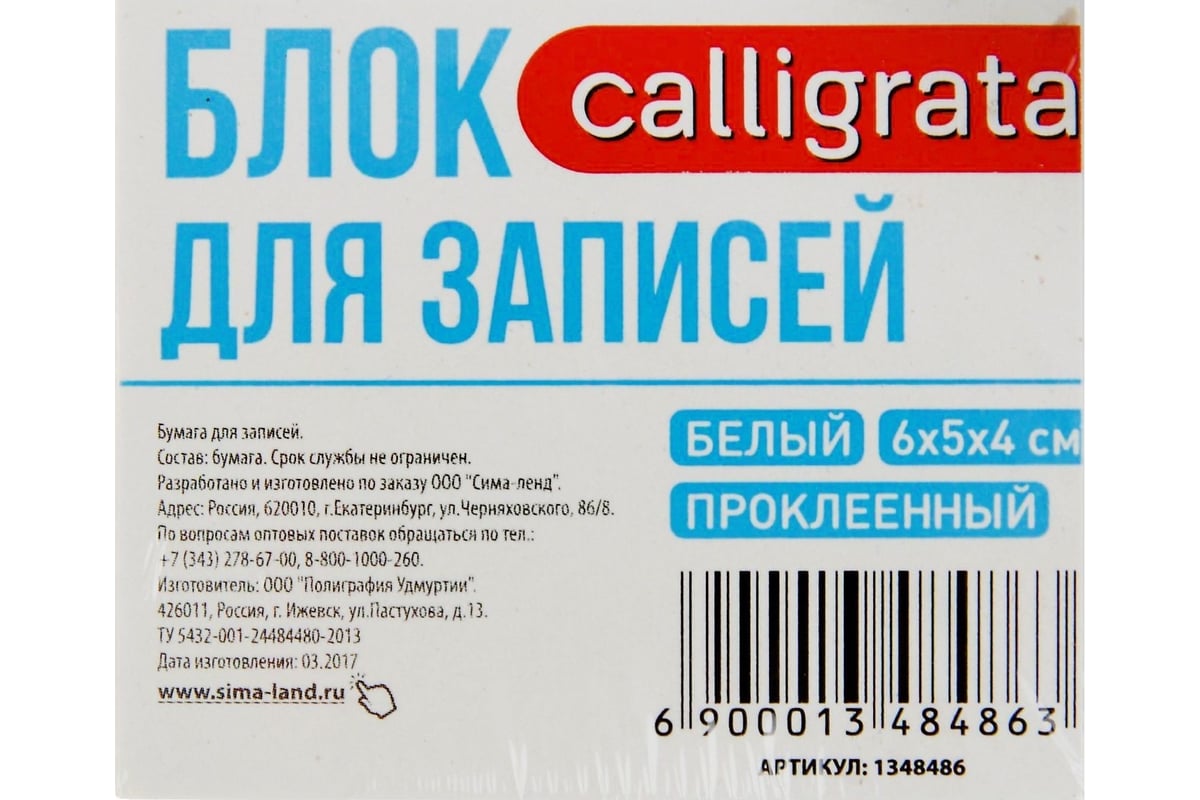 БЛОК calligrata
ДЛЯ ЗАПИСЕЙ
Бумага для записей.
Состав: бумага. Срок службы не ограничен.
Разработано и изготовлено по заказу ООО "Сима-ленд".
Адрес: Россия, 620010, г.Екатеринбург, ул.Черняховского, 86/8.
По вопросам оптовых поставок обращаться по тел.:
+7 (343) 278-67-00, 8-800-1000-260.
Изготовитель: ООО "Полиграфия Удмуртии".
426011, Россия, г. Ижевск, ул.Пастухова, д.13.
ТУ 5432-001-24484480-2013
Дата изготовления: 03.2017
www.sima-land.ru
БЕЛЫЙ 6х5х4 см
ПРОКЛЕЕННЫЙ
6 900013 484863
АРТИКУЛ: 1348486